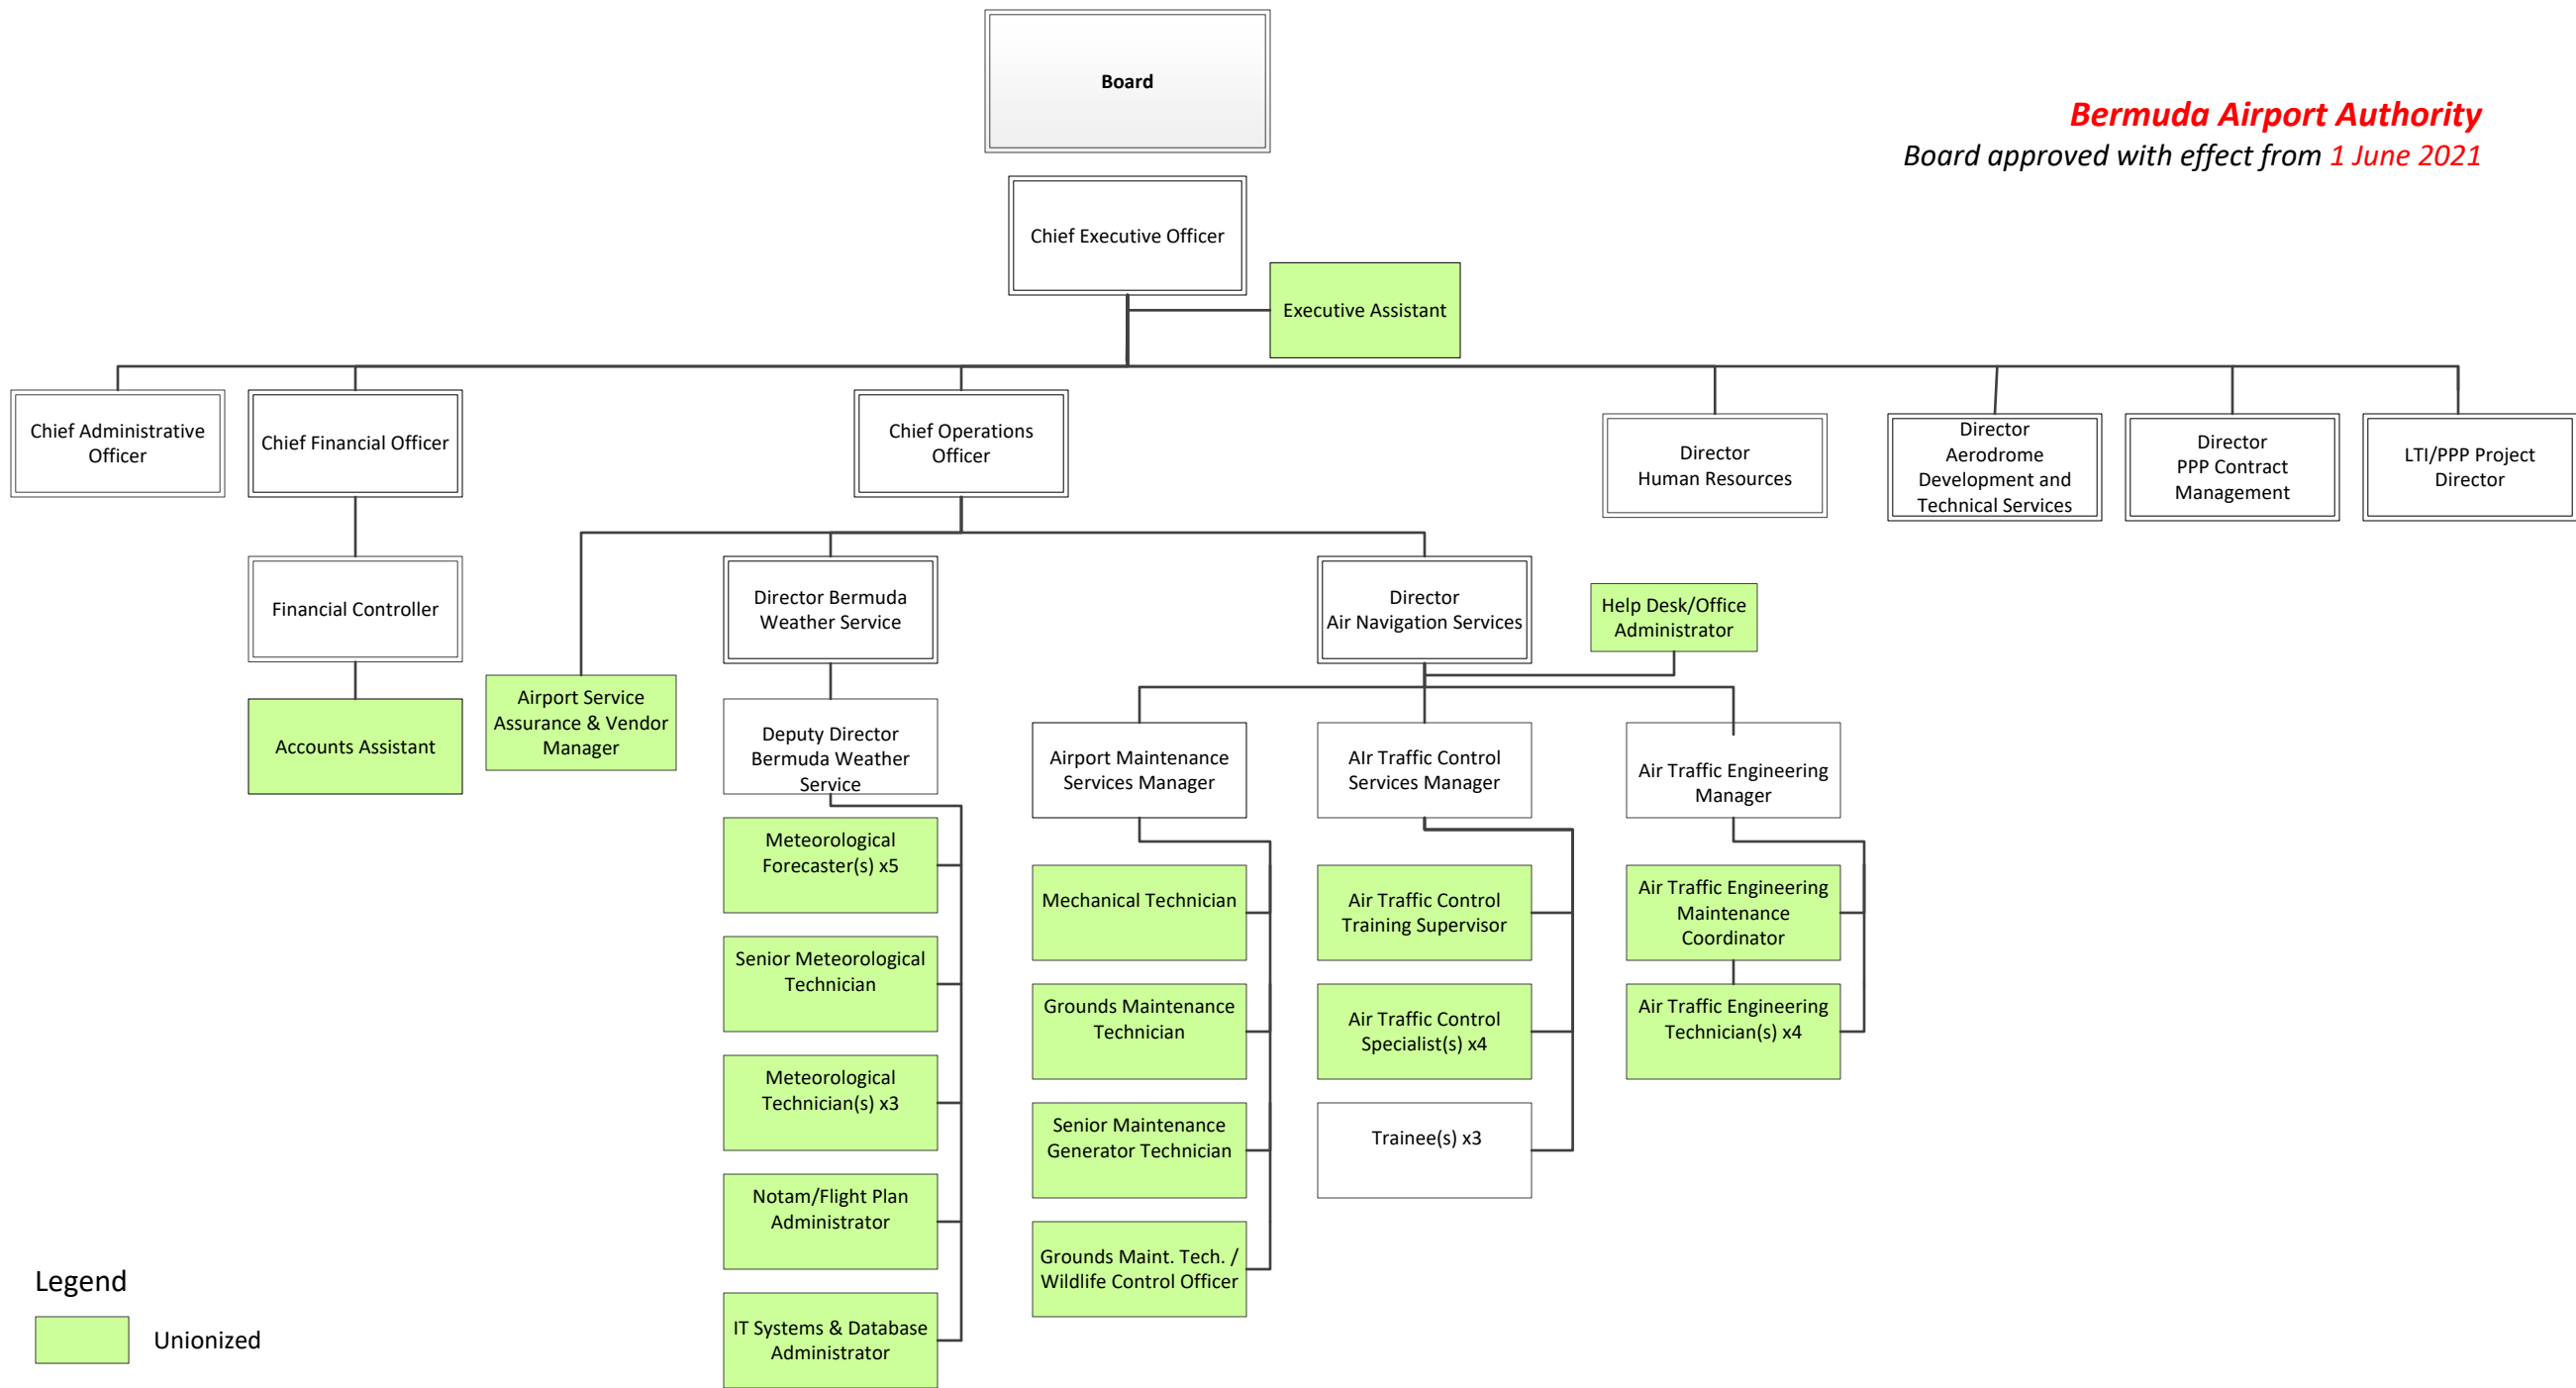 Board
Bermuda Airport Authority
Board approved with effect from 1 June 2021
Chief Executive Officer
Executive Assistant
Chief Administrative
Officer
Chief Financial Officer
Chief Operations
Officer
Director
Human Resources
Director
Aerodrome
Development and
Technical Services
Director
PPP Contract
Management
LTI/PPP Project
Director
Financial Controller
Director Bermuda
Weather Service
Director
Air Navigation Services
Help Desk/Office
Administrator
Accounts Assistant
Airport Service
Assurance & Vendor
Manager
Deputy Director
Bermuda Weather
Service
Airport Maintenance
Services Manager
AIr Traffic Control
Services Manager
Air Traffic Engineering
Manager
Meteorological
Forecaster(s) x5
Senior Meteorological
Technician
Meteorological
Technician(s) x3
Notam/Flight Plan
Administrator
IT Systems & Database
Administrator
Mechanical Technician
Grounds Maintenance
Technician
Senior Maintenance
Generator Technician
Grounds Maint. Tech. /
Wildlife Control Officer
Air Traffic Control
Training Supervisor
Air Traffic Control
Specialist(s) x4
Trainee(s) x3
Air Traffic Engineering
Maintenance
Coordinator
Air Traffic Engineering
Technician(s) x4
Legend
Unionized